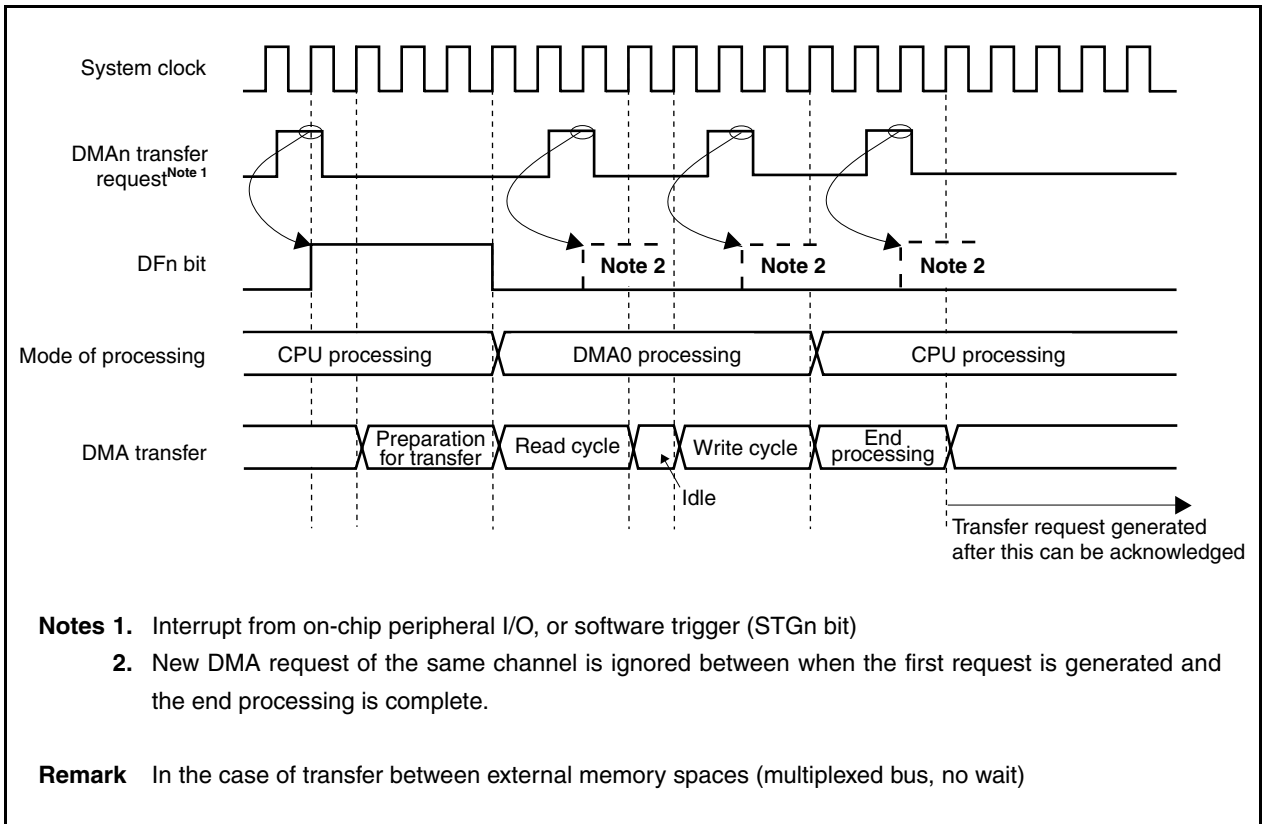 System clock
DMAn transfer
request Note 1
DFn bit
Note 2
Note 2
Note 2
Mode of processing
CPU processing
DMA0 processing
CPU processing
DMA transfer
Preparation
for transfer
Read cycle
Idle
Write cycle
End
processing
Transfer request generated
after this can be acknowledged
Notes 1. Interrupt from on-chip peripheral I/O, or software trigger (STGn bit)
2. New DMA request of the same channel is ignored between when the first request is generated and
the end processing is complete.
Remark In the case of transfer between external memory spaces (multiplexed bus, no wait)